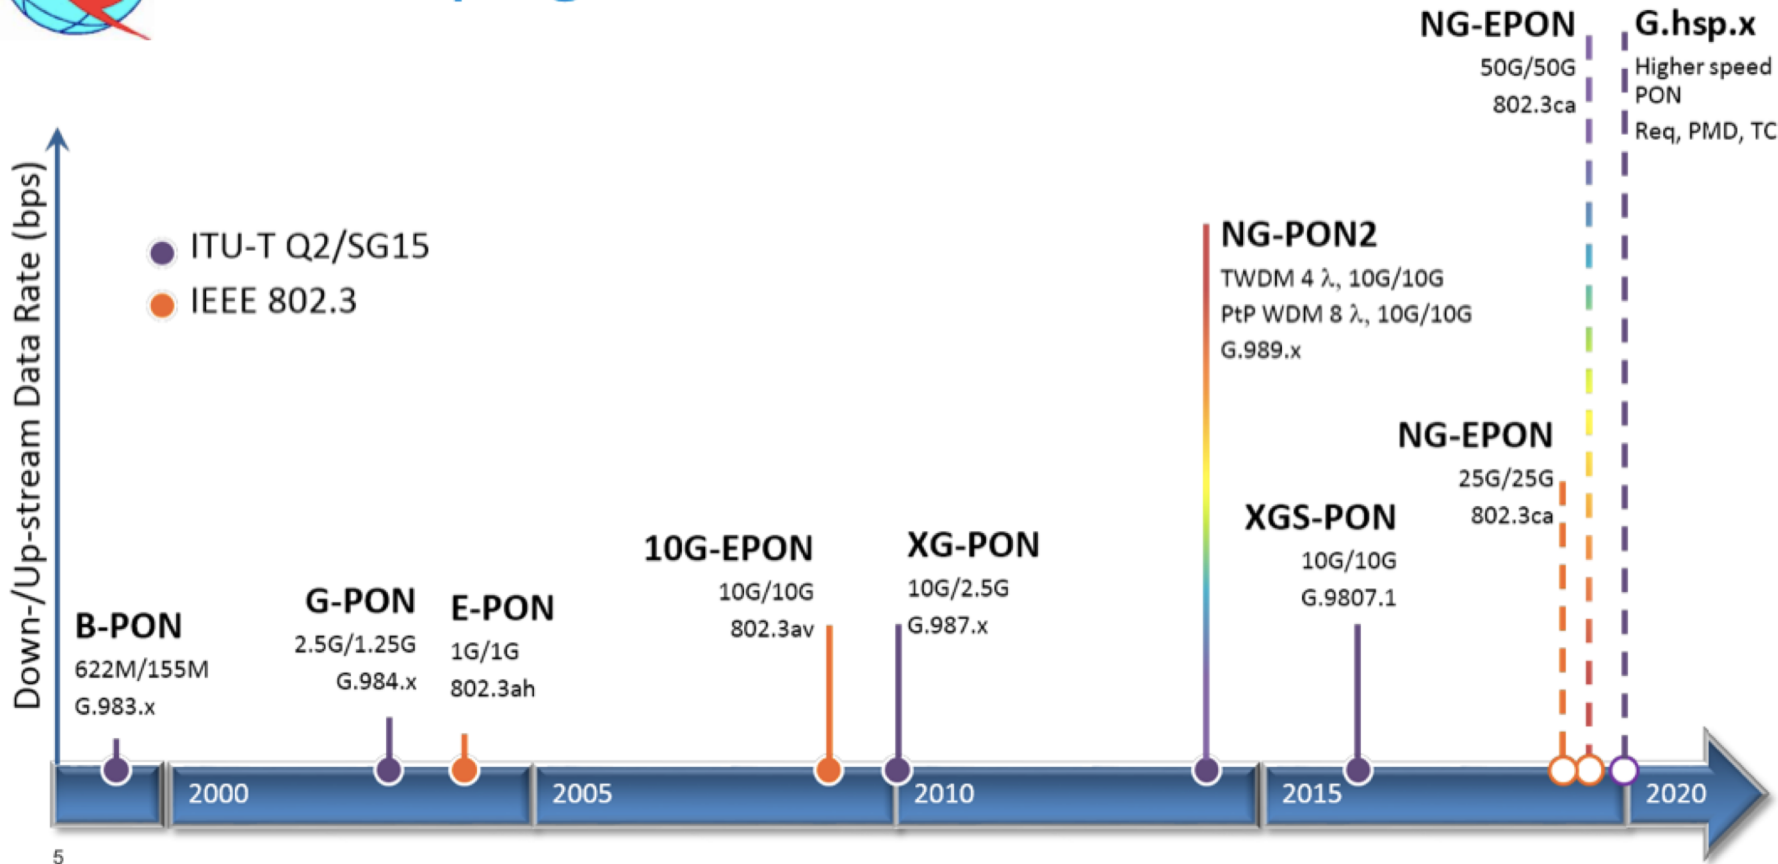 NG-EPON
50G/50G
802.3ca
G.hsp.x
Higher speed
PON
Req, PMD, TC
Down-/Up-stream Data Rate (bps)
ITU-T Q2/SG15
IEEE 802.3
NG-PON2
TWDM 4 λ, 10G/10G
PtP WDM 8 λ, 10G/10G
G.989.x
NG-EPON
25G/25G
802.3ca
XGS-PON
10G/10G
G.9807.1
10G-EPON
10G/10G
802.3av
XG-PON
10G/2.5G
G.987.x
G-PON
2.5G/1.25G
G.984.x
E-PON
1G/1G
802.3ah
B-PON
622M/155M
G.983.x
2000
2005
2010
2015
2020
5